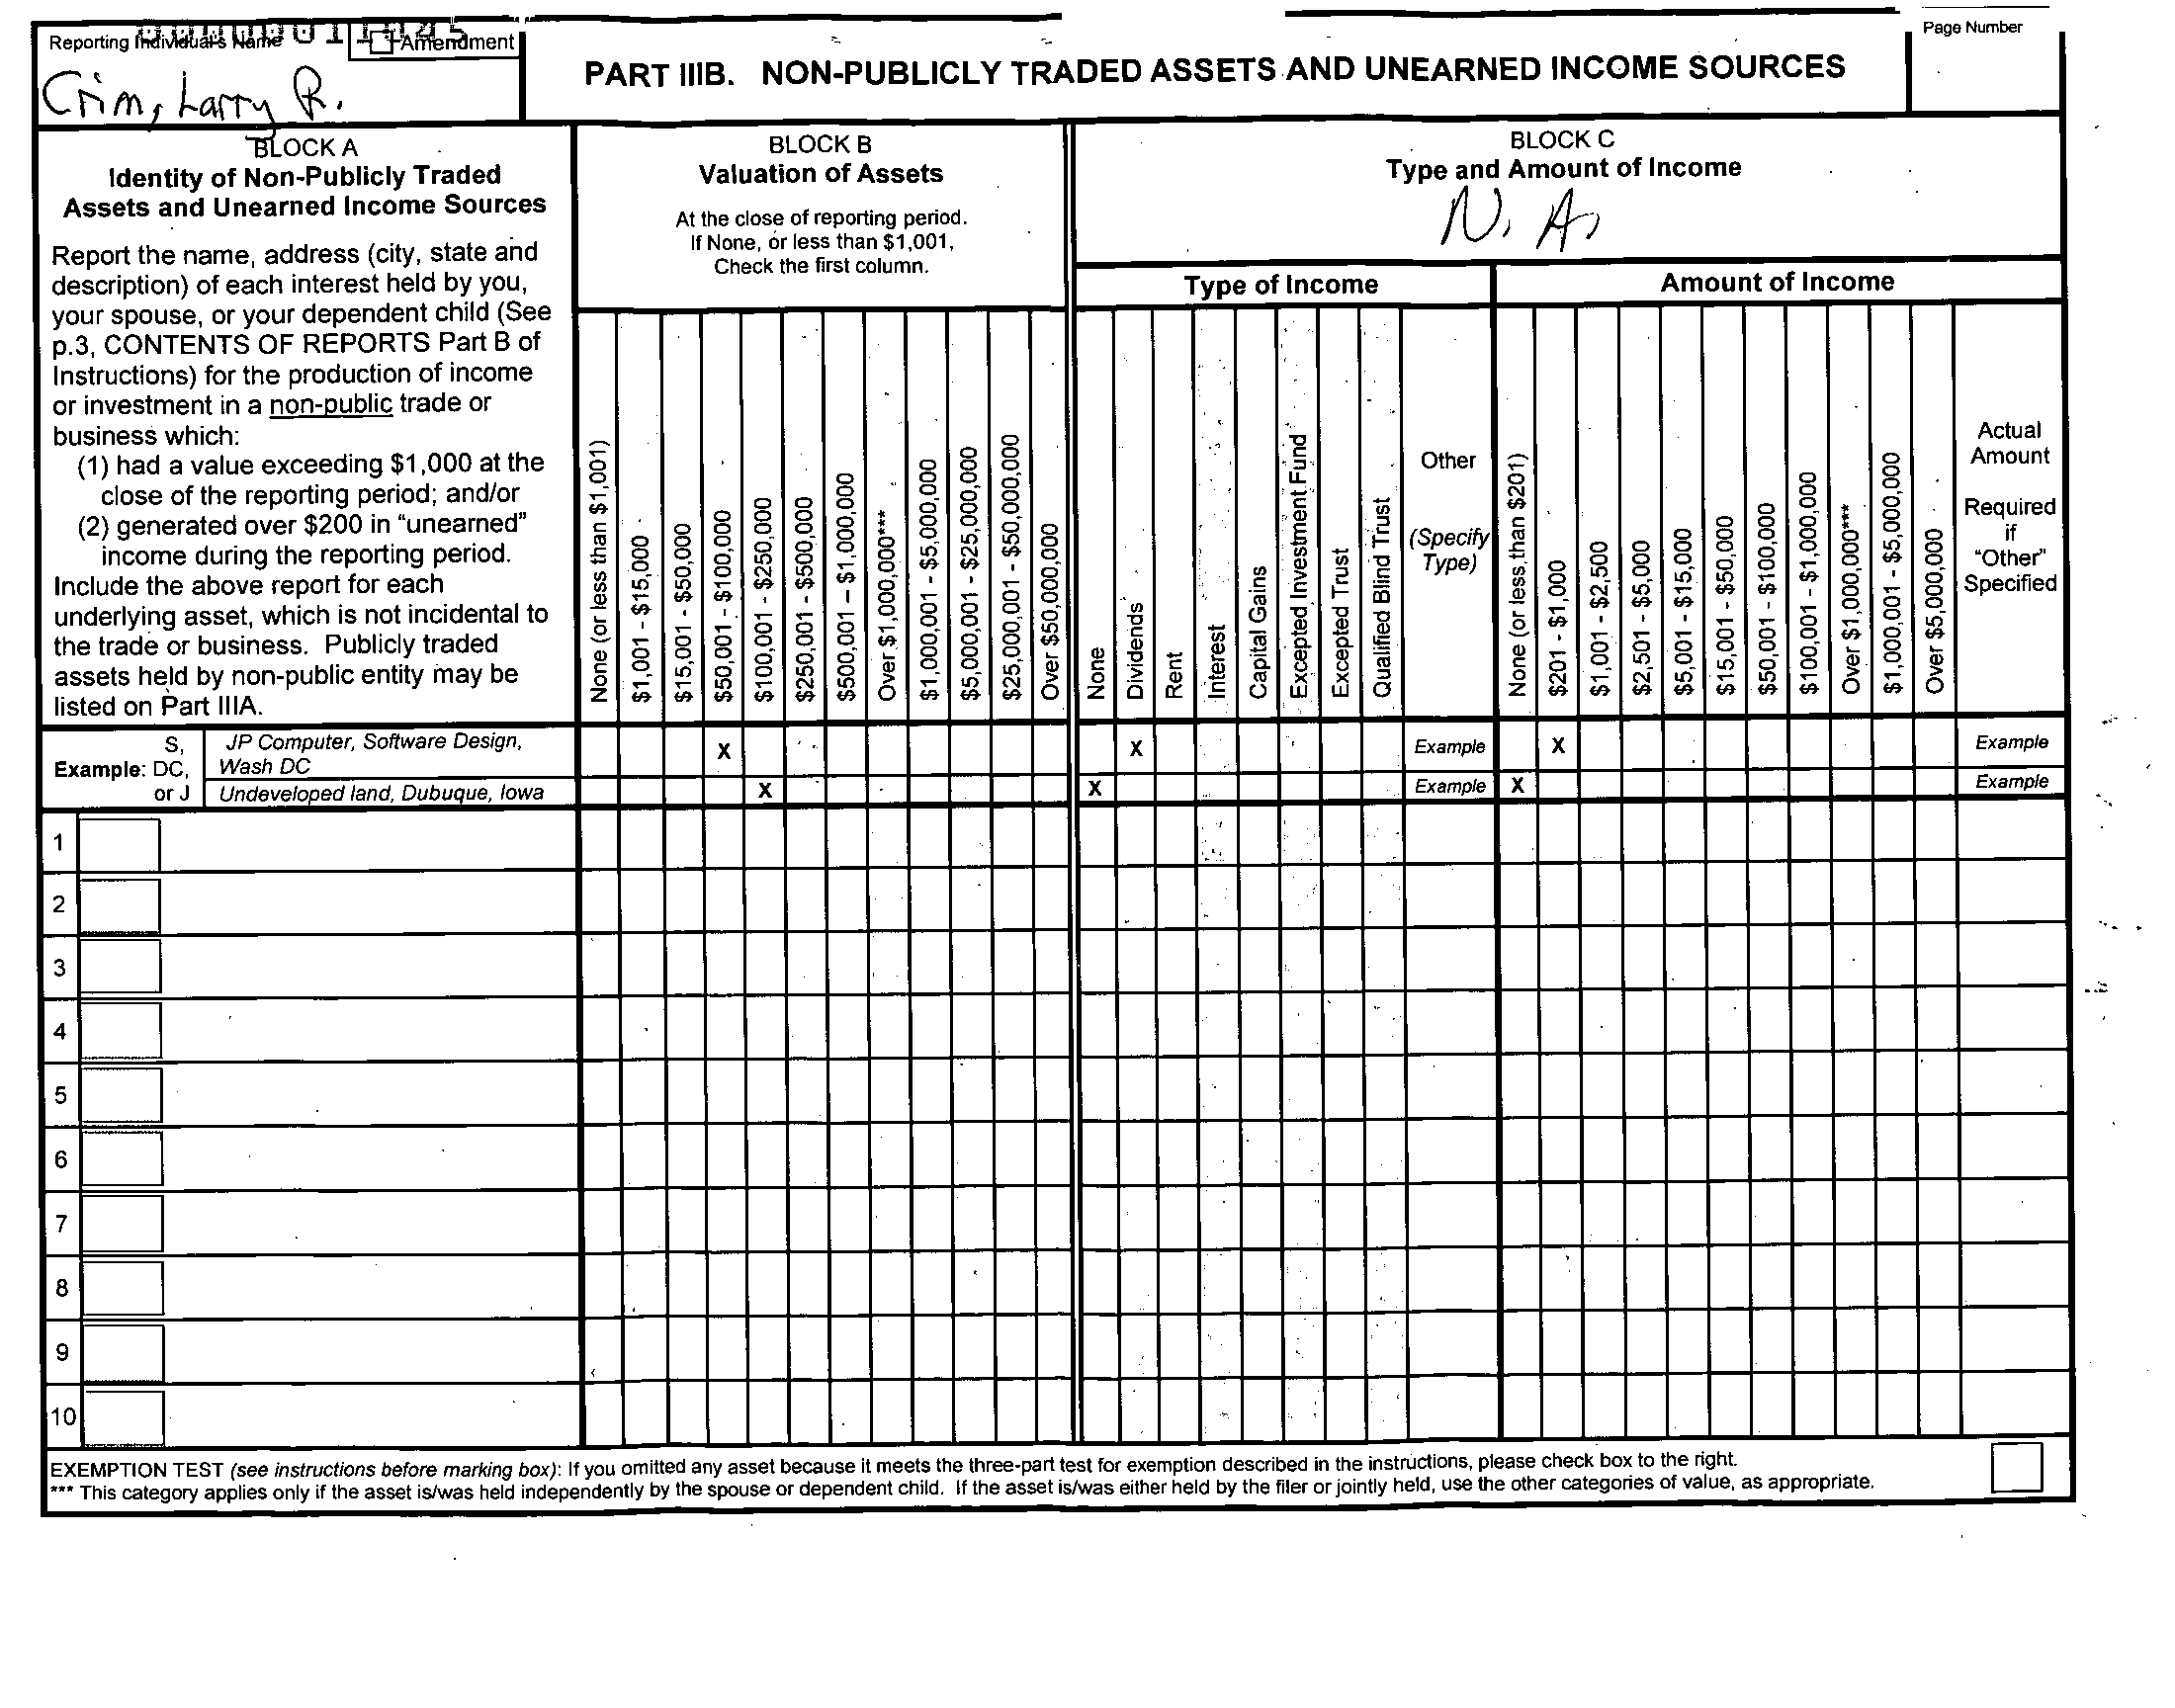 Reporting Individual's Name
Amendment
Crim, Larry R.
PART IIIB. NON-PUBLICLY TRADED ASSETS AND UNEARNED INCOME SOURCES
Page Number
BLOCK A
Identity of Non-Publicly Traded
Assets and Unearned Income Sources
Report the name, address (city, state and
description) of each interest held by you,
your spouse, or your dependent child (See
p.3, CONTENTS OF REPORTS Part B of
Instructions) for the production of income
or investment in a non-public trade or
business which:
(1) had a value exceeding $1,000 at the
close of the reporting period; and/or
(2) generated over $200 in “unearned”
income during the reporting period.
Include the above report for each
underlying asset, which is not incidental to
the trade or business. Publicly traded
assets held by non-public entity may be
listed on Part IIIA.
BLOCK B
Valuation of Assets
At the close of reporting period.
If None, or less than $1,001,
Check the first column.
None (or less than $1,001)
$1,001 - $15,000
$15,001 - $50,000
$50,001 - $100,000
$100,001 - $250,000
$250,001 - $500,000
$500,001 – $1,000,000
Over $1,000,000***
$1,000,001 - $5,000,000
$5,000,001 - $25,000,000
$25,000,001 - $50,000,000
Over $50,000,000
BLOCK C
Type and Amount of Income
N. A.
Type of Income
None
Dividends
Rent
Interest
Capital Gains
Excepted Investment Fund
Excepted Trust
Qualified Blind Trust
Other
(Specify
Type)
Amount of Income
None (or less than $201)
$201 - $1,000
$1,001 - $2,500
$2,501 - $5,000
$5,001 - $15,000
$15,001 - $50,000
$50,001 - $100,000
$100,001 - $1,000,000
Over $1,000,000***
$1,000,001 - $5,000,000
Over $5,000,000
Actual
Amount
Required
if
“Other”
Specified
Example: S, DC, or J
JP Computer, Software Design,
Wash DC
X X Example X Example
Undeveloped land, Dubuque, Iowa X X Example X Example
1
2
3
4
5
6
7
8
9
10
EXEMPTION TEST (see instructions before marking box): If you omitted any asset because it meets the three-part test for exemption described in the instructions, please check box to the right.
*** This category applies only if the asset is/was held independently by the spouse or dependent child. If the asset is/was either held by the filer or jointly held, use the other categories of value, as appropriate.